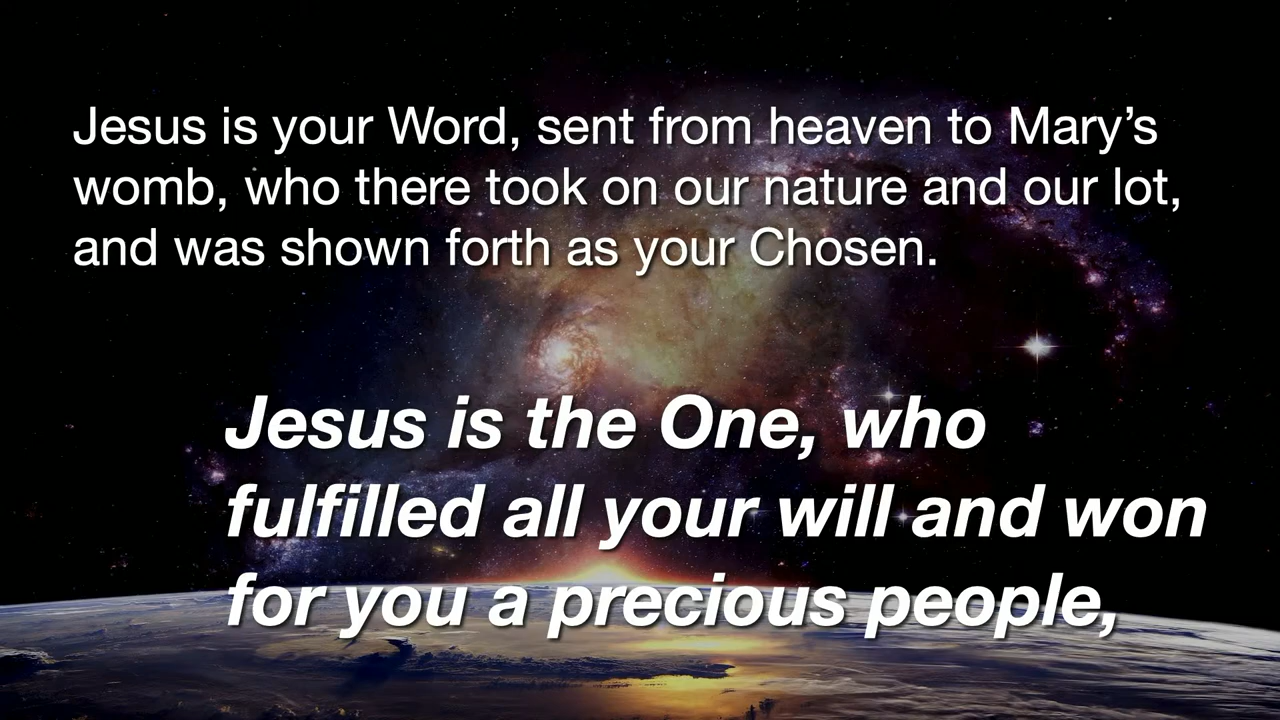 Jesus is your Word, sent from heaven to Mary’s
womb, who there took on our nature and our lot,
and was shown forth as your Chosen.
Jesus is the One, who
fulfilled all your will and won
for you a precious people,